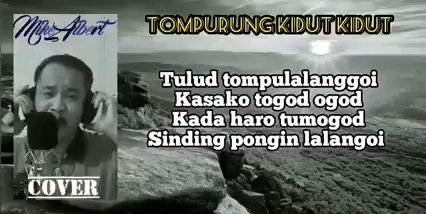 Mike Albert
TOMPURUNG KIDUT KIDUT
Tulud tompulalanggoi
Kasako togod ogod
Kada haro tumogod
Sinding pongin lalangoi
COVER